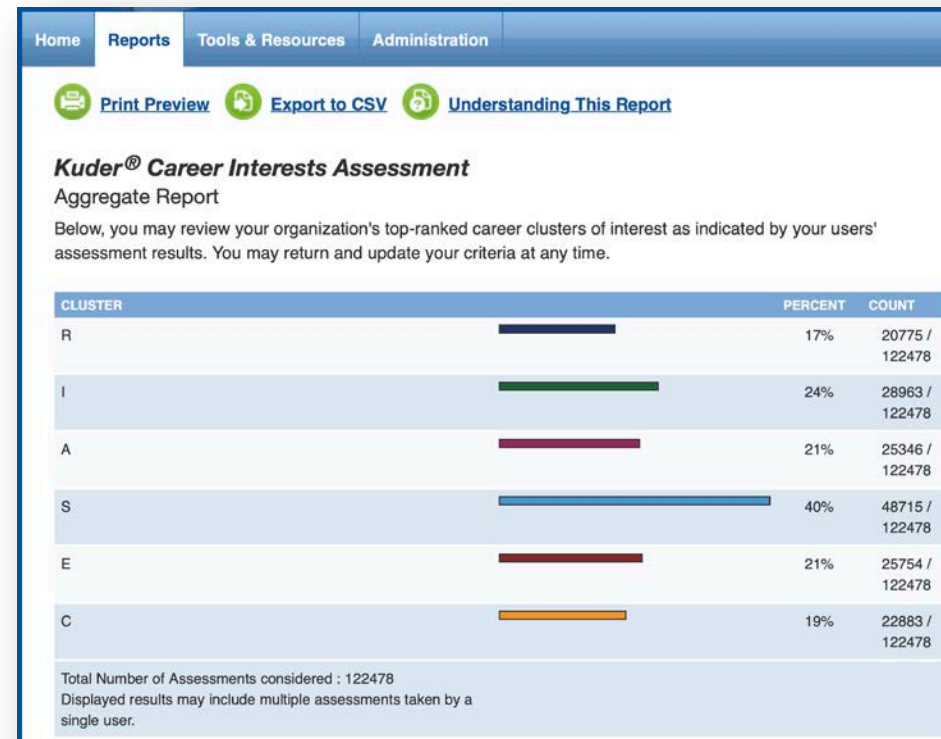 Home Reports Tools & Resources Administration
Print Preview Export to CSV Understanding This Report
Kuder® Career Interests Assessment
Aggregate Report
Below, you may review your organization's top-ranked career clusters of interest as indicated by your users'
assessment results. You may return and update your criteria at any time.
CLUSTER PERCENT COUNT
R 17% 20775 /
122478
I 24% 28963 /
122478
A 21% 25346 /
122478
S 40% 48715 /
122478
E 21% 25754 /
122478
C 19% 22883 /
122478
Total Number of Assessments considered : 122478
Displayed results may include multiple assessments taken by a
single user.